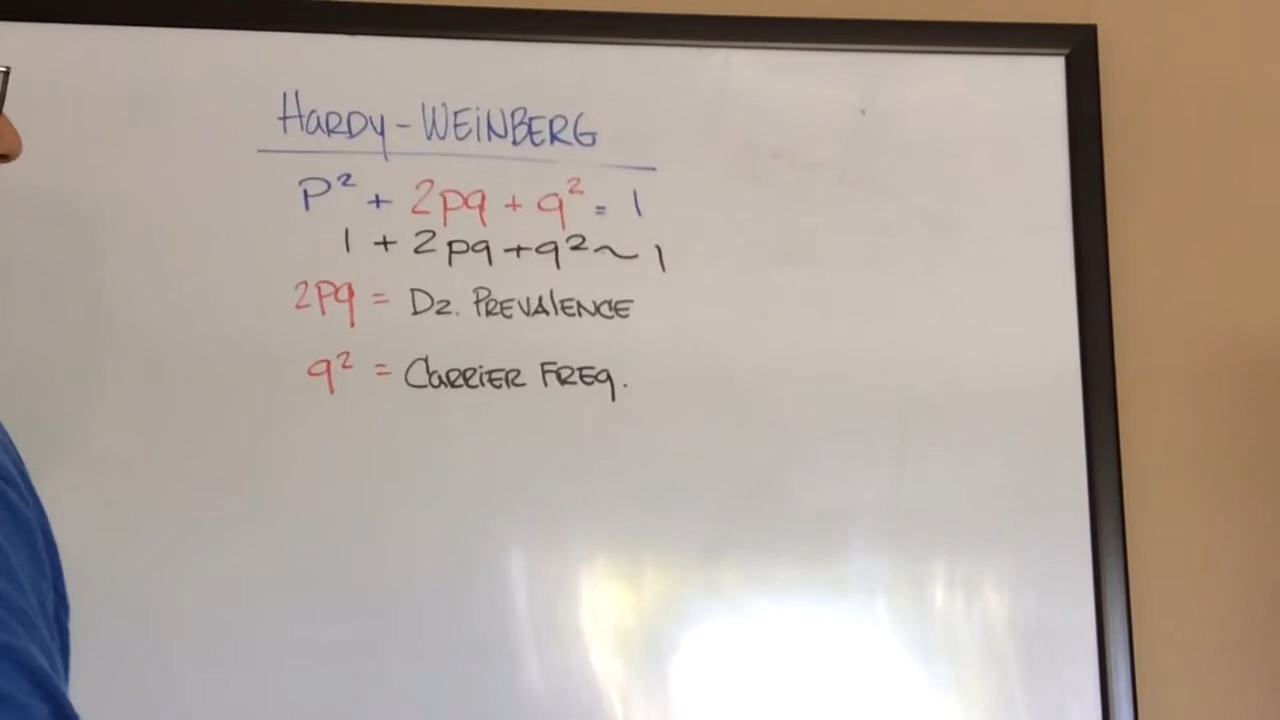 HARDY-WEINBERG
P² + 2pq + q² = 1
1 + 2pq + q² ~ 1
2Pq = Dz. PREVALENCE
q² = CARRIER FREq.